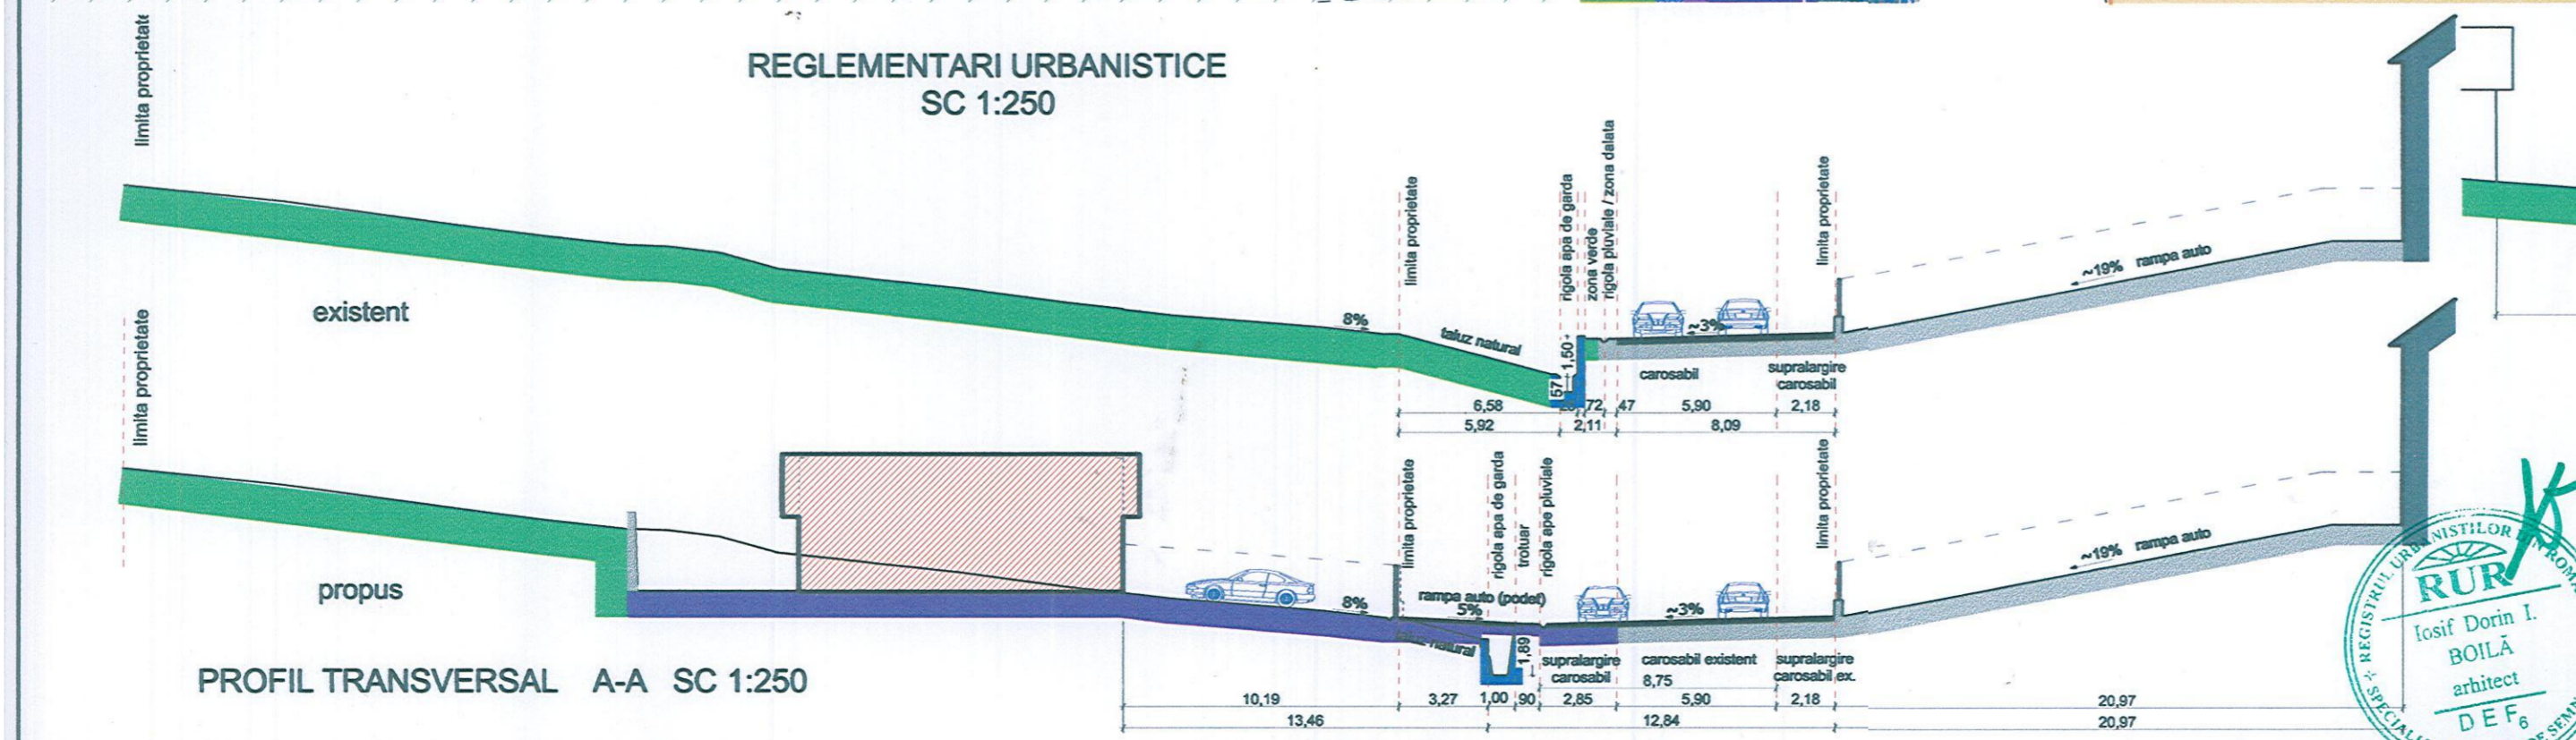 REGLEMENTARI URBANISTICE
SC 1:250
limita proprietate
existent
8%
taluz natural
limita proprietate
rigola apa de garda
zona verde
rigola pluviale / zona dalata
limita proprietate
~3%
~19% rampa auto
1,50
57
carosabil
supralargire
carosabil
6,58
72
47
5,90
2,18
5,92
2,11
8,09
limita proprietate
propus
8%
limita proprietate
rigola apa de garda
trotuar
rigola ape pluviale
limita proprietate
rampa auto (podet)
5%
~3%
~19% rampa auto
taluz natural
1,89
supralargire
carosabil
carosabil existent
supralargire
carosabil ex.
8,75
10,19
3,27
1,00
90
2,85
5,90
2,18
20,97
13,46
12,84
20,97
PROFIL TRANSVERSAL A-A SC 1:250
REGISTRUL URBANISTILOR DIN
RUR
Iosif Dorin I.
BOILĂ
arhitect
D E F6